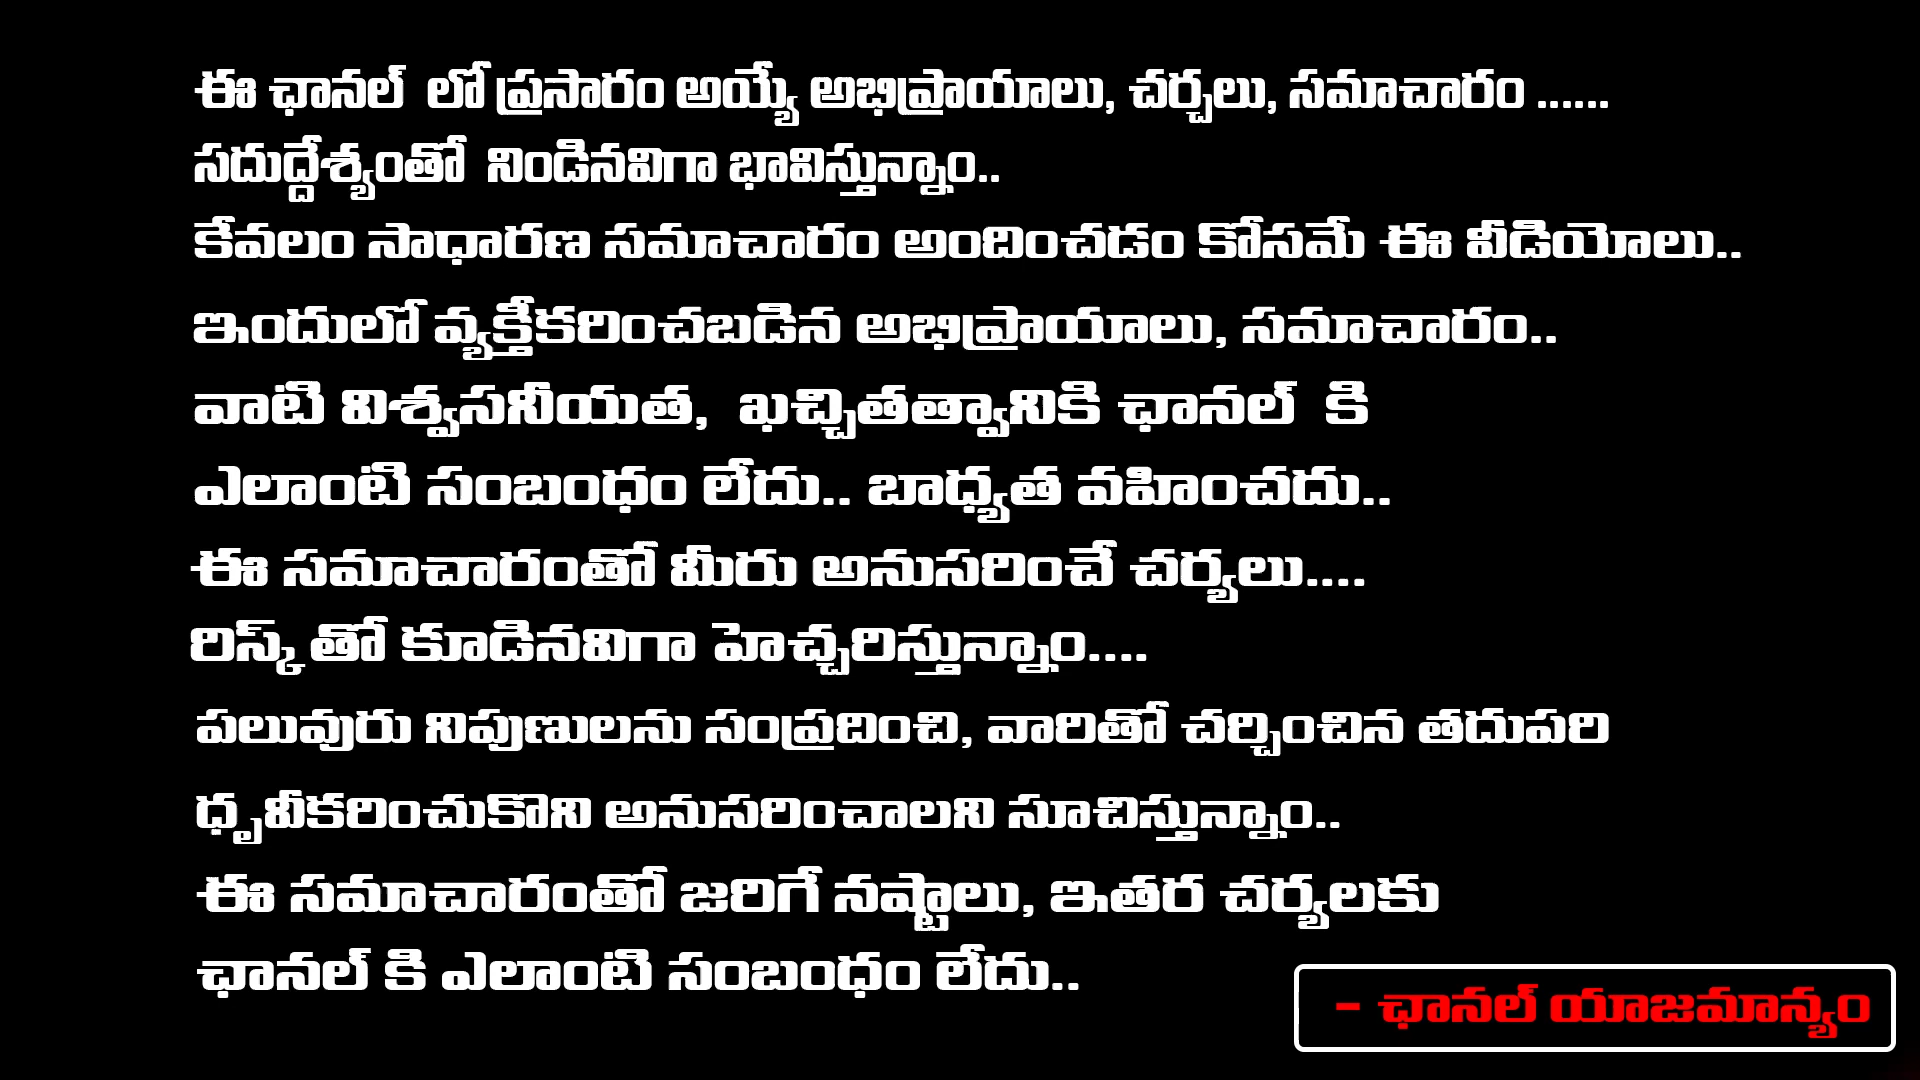 ఈ ఛానల్ లో ప్రసారం అయ్యే అభిప్రాయాలు, చర్చలు, సమాచారం ......
సదుద్దేశ్యంతో నిండినవిగా భావిస్తున్నాం..
కేవలం సాధారణ సమాచారం అందించడం కోసమే ఈ వీడియోలు..
ఇందులో వ్యక్తీకరించబడిన అభిప్రాయాలు, సమాచారం..
వాటి విశ్వసనీయత, ఖచ్చితత్వానికి ఛానల్ కి
ఎలాంటి సంబంధం లేదు.. బాధ్యత వహించదు..
ఈ సమాచారంతో మీరు అనుసరించే చర్యలు....
రిస్క్ తో కూడినవిగా హెచ్చరిస్తున్నాం....
పలువురు నిపుణులను సంప్రదించి, వారితో చర్చించిన తదుపరి
ధృవీకరించుకొని అనుసరించాలని సూచిస్తున్నాం..
ఈ సమాచారంతో జరిగే నష్టాలు, ఇతర చర్యలకు
ఛానల్ కి ఎలాంటి సంబంధం లేదు..
- ఛానల్ యాజమాన్యం